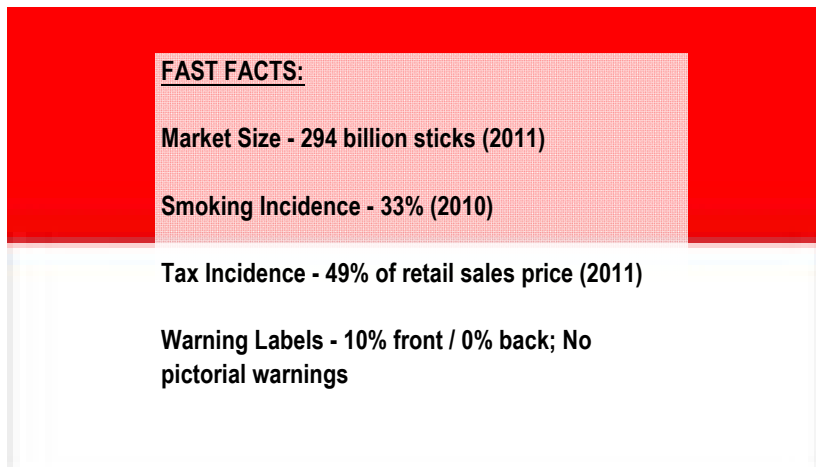 FAST FACTS:
Market Size - 294 billion sticks (2011)
Smoking Incidence - 33% (2010)
Tax Incidence - 49% of retail sales price (2011)
Warning Labels - 10% front / 0% back; No
pictorial warnings